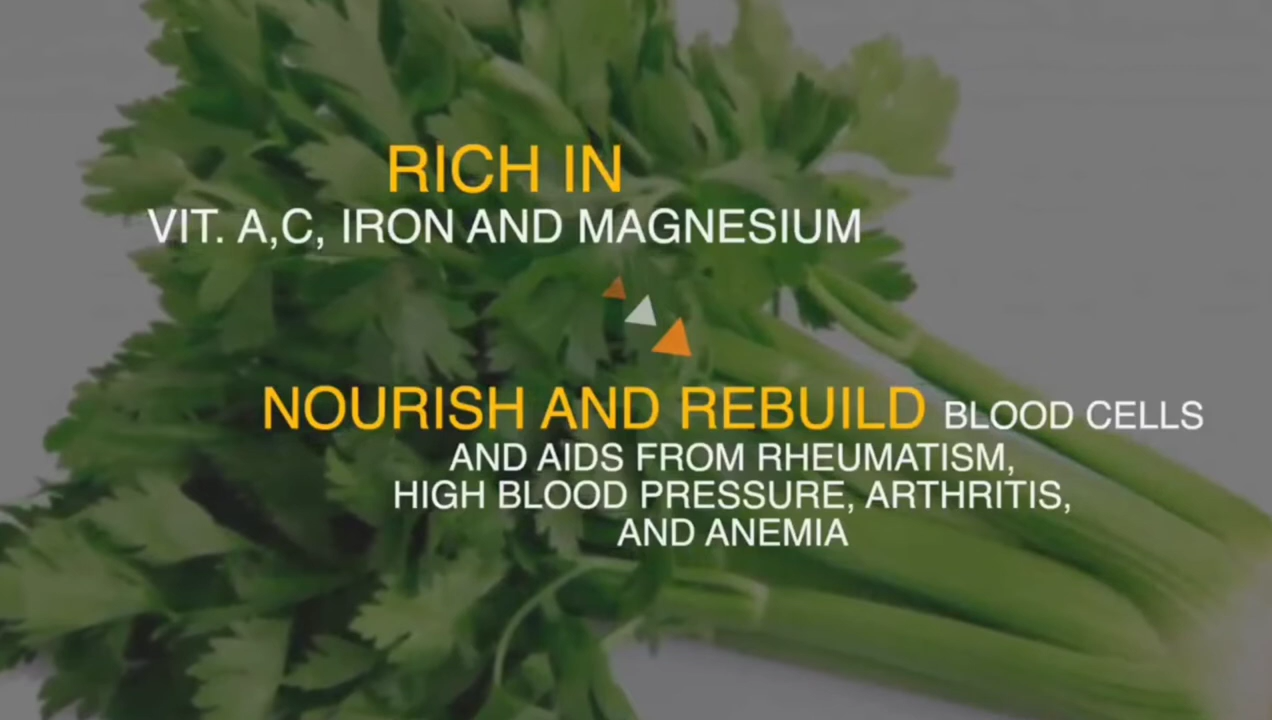 RICH IN
VIT. A,C, IRON AND MAGNESIUM
NOURISH AND REBUILD BLOOD CELLS
AND AIDS FROM RHEUMATISM,
HIGH BLOOD PRESSURE, ARTHRITIS,
AND ANEMIA